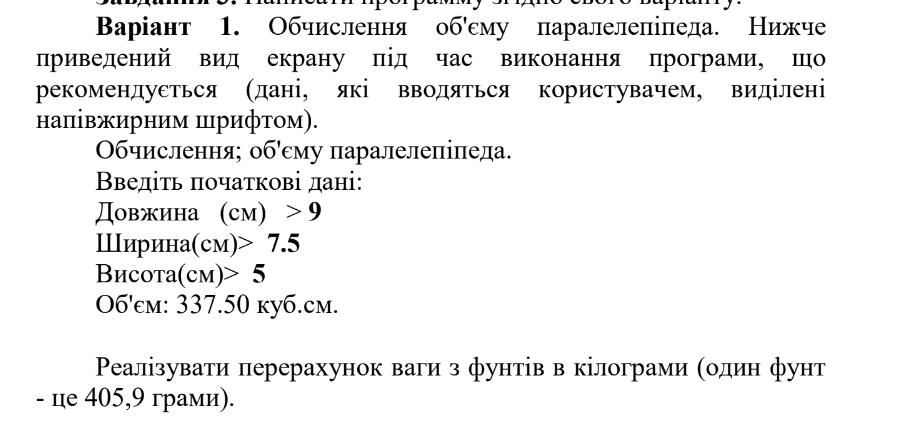 Завдання 3. Написати програму згідно свого варіанту.
Варіант 1. Обчислення об'єму паралелепіпеда. Нижче
приведений вид екрану під час виконання програми, що
рекомендується (дані, які вводяться користувачем, виділені
напівжирним шрифтом).
Обчислення; об'єму паралелепіпеда.
Введіть початкові дані:
Довжина (см) > 9
Ширина(см)> 7.5
Висота(см)> 5
Об'єм: 337.50 куб.см.
Реалізувати перерахунок ваги з фунтів в кілограми (один фунт
- це 405,9 грами).